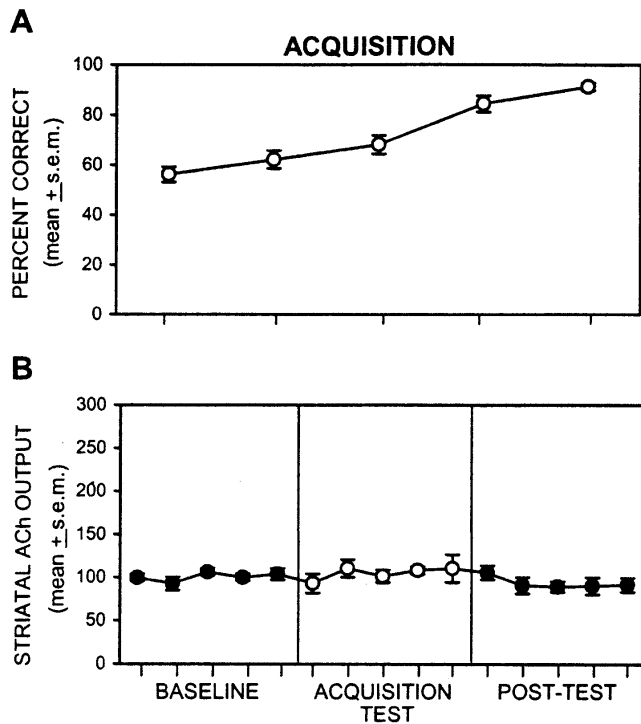 A
ACQUISITION
PERCENT CORRECT
(mean ± s.e.m.)
100
80
60
40
20
0
B
STRIATAL ACh OUTPUT
(mean ± s.e.m.)
300
250
200
150
100
50
0
BASELINE
ACQUISITION
TEST
POST-TEST